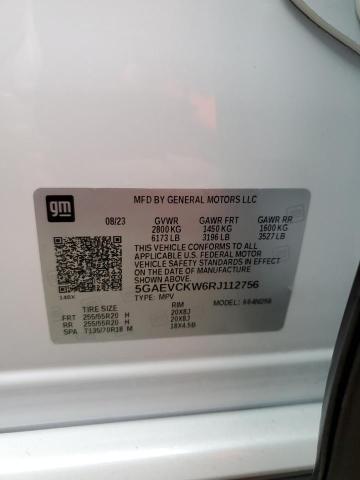 gm
MFD BY GENERAL MOTORS LLC
08/23 GVWR GAWR FRT GAWR RR
2800 KG 1450 KG 1600 KG
6173 LB 3196 LB 3527 LB
THIS VEHICLE CONFORMS TO ALL
APPLICABLE U.S. FEDERAL MOTOR
VEHICLE SAFETY STANDARDS IN
EFFECT ON THE DATE OF
MANUFACTURE SHOWN ABOVE.
5GAEVCKW6RJ112756
TYPE: MPV MODEL:
TIRE SIZE RIM
FRT 255/55R20 H 20X8J
RR 255/55R20 H 20X8J
SPA T135/70R18 M 18X4.5B